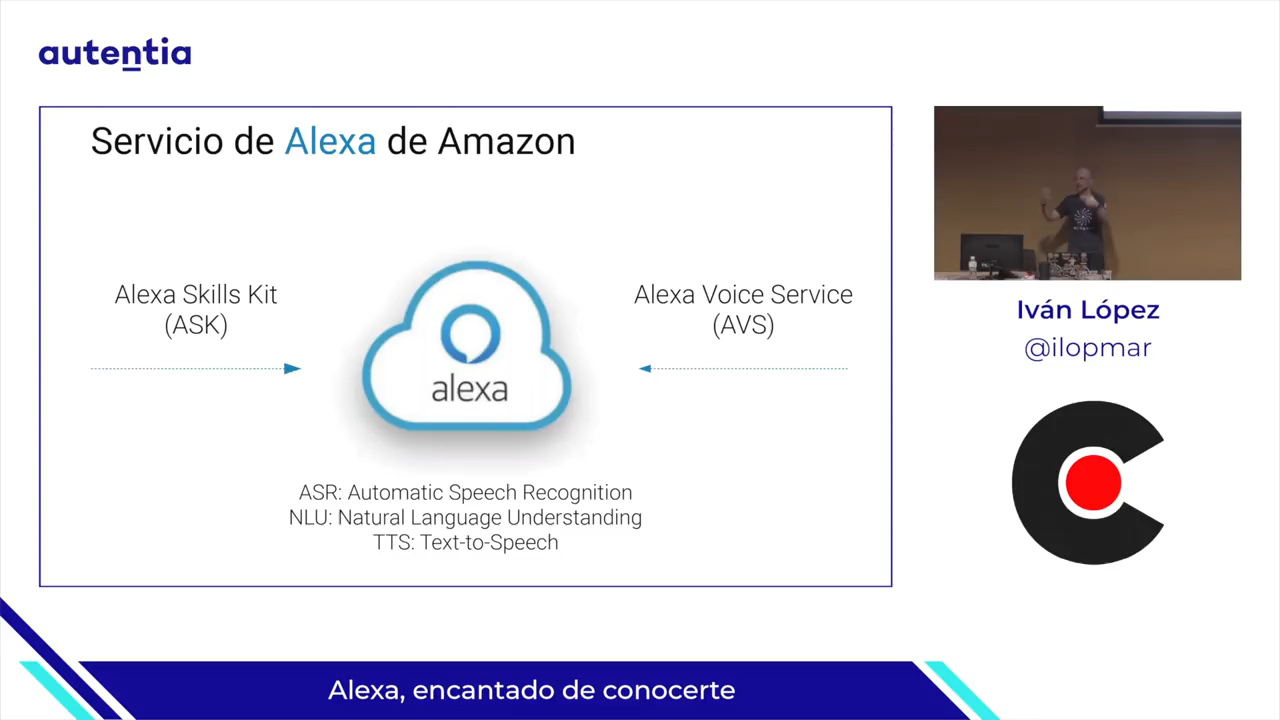 autentia
Servicio de Alexa de Amazon
Alexa Skills Kit
(ASK)
alexa
Alexa Voice Service
(AVS)
ASR: Automatic Speech Recognition
NLU: Natural Language Understanding
TTS: Text-to-Speech
Iván López
@ilopmar
Alexa, encantado de conocerte